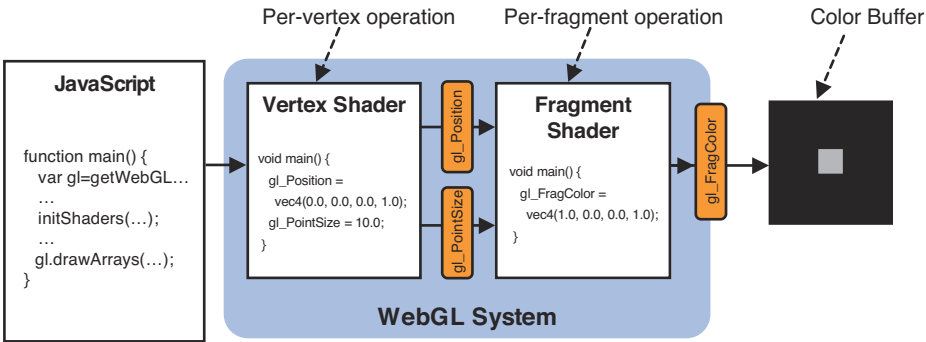 Per-vertex operation
Per-fragment operation
Color Buffer
JavaScript
function main() {
var gl=getWebGL…
…
initShaders(…);
…
gl.drawArrays(…);
}
Vertex Shader
void main() {
gl_Position =
vec4(0.0, 0.0, 0.0, 1.0);
gl_PointSize = 10.0;
}
gl_Position
gl_PointSize
Fragment
Shader
void main() {
gl_FragColor =
vec4(1.0, 0.0, 0.0, 1.0);
}
gl_FragColor
WebGL System